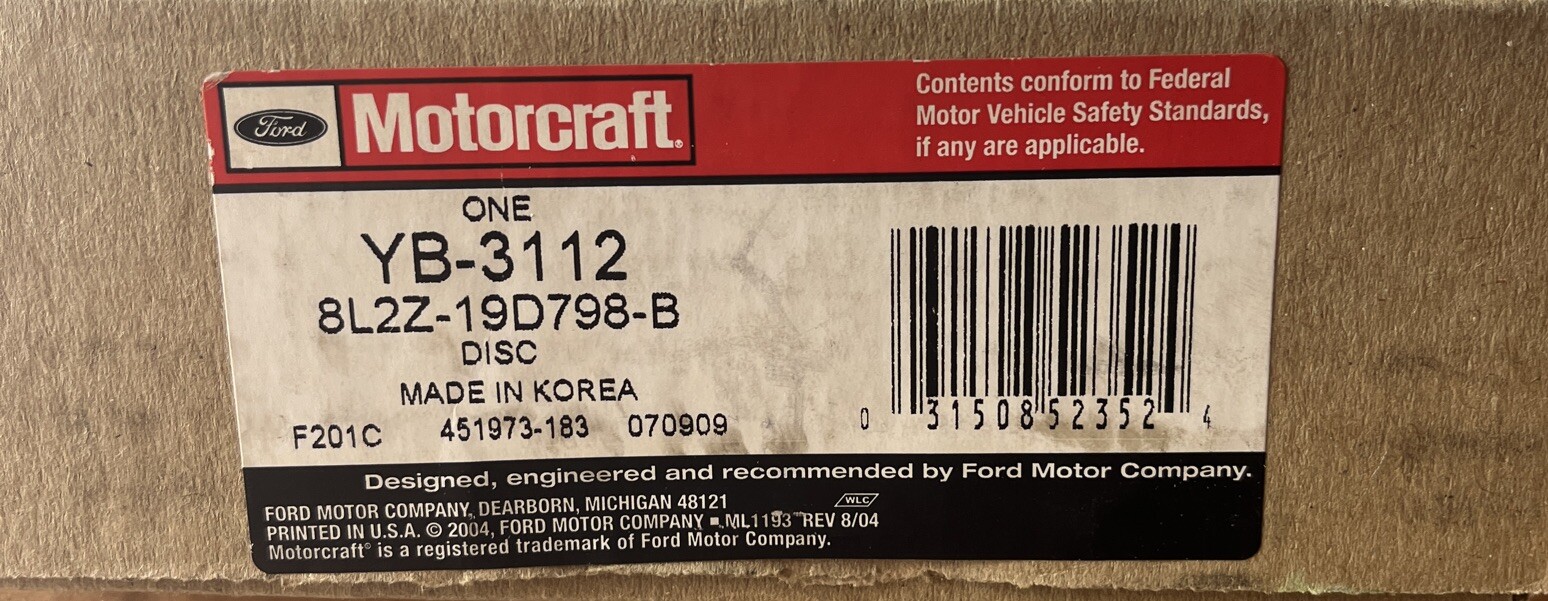 Ford
Motorcraft®
Contents conform to Federal
Motor Vehicle Safety Standards,
if any are applicable.
ONE
YB-3112
8L2Z-19D798-B
DISC
MADE IN KOREA
F201C 451973-183 070909
0 31508 52352 4
Designed, engineered and recommended by Ford Motor Company.
FORD MOTOR COMPANY, DEARBORN, MICHIGAN 48121
WLC
PRINTED IN U.S.A. © 2004, FORD MOTOR COMPANY ▪ ML1193 REV 8/04
Motorcraft® is a registered trademark of Ford Motor Company.